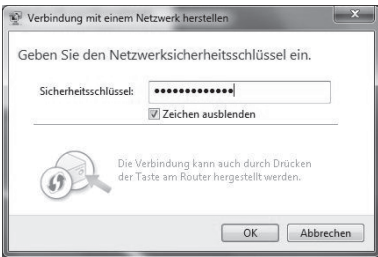 Verbindung mit einem Netzwerk herstellen
Geben Sie den Netzwerksicherheitsschlüssel ein.
Sicherheitsschlüssel: •••••••••••••
Zeichen ausblenden
Die Verbindung kann auch durch Drücken
der Taste am Router hergestellt werden.
OK Abbrechen